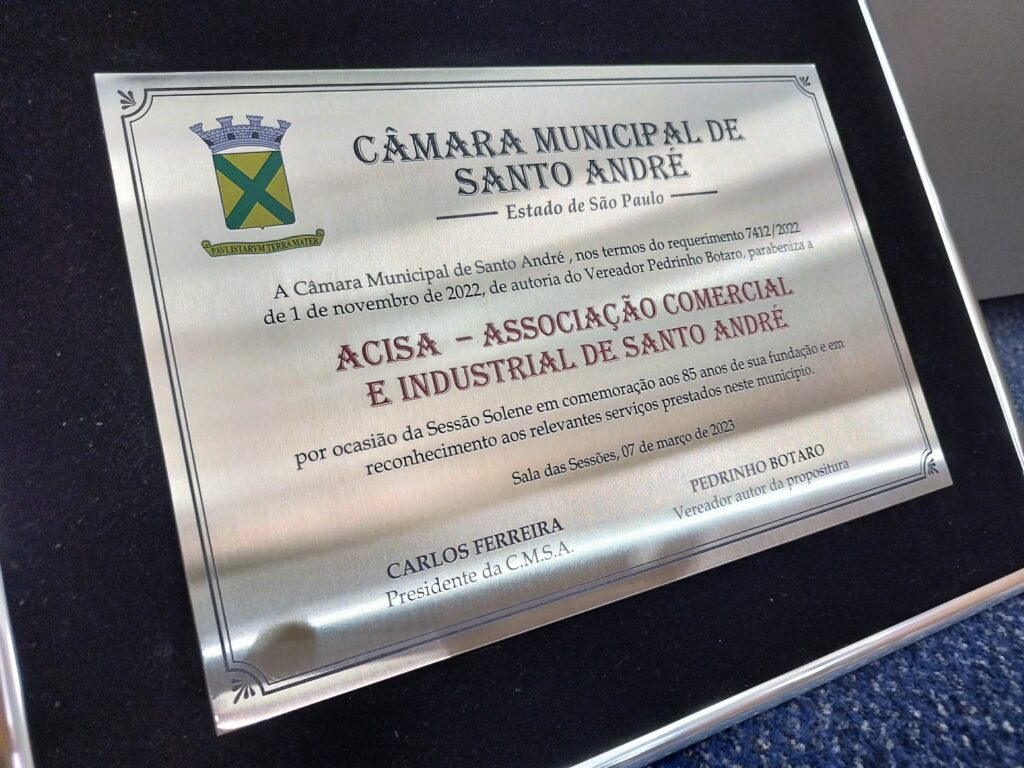 CÂMARA MUNICIPAL DE
SANTO ANDRÉ
Estado de São Paulo
PAVLISTARVM TERRA MATER
A Câmara Municipal de Santo André , nos termos do requerimento 7412/2022
de 1 de novembro de 2022, de autoria do Vereador Pedrinho Botaro, parabeniza a
ACISA – ASSOCIAÇÃO COMERCIAL
E INDUSTRIAL DE SANTO ANDRÉ
por ocasião da Sessão Solene em comemoração aos 85 anos de sua fundação e em
reconhecimento aos relevantes serviços prestados neste município.
Sala das Sessões, 07 de março de 2023
CARLOS FERREIRA
Presidente da C.M.S.A.
PEDRINHO BOTARO
Vereador autor da propositura